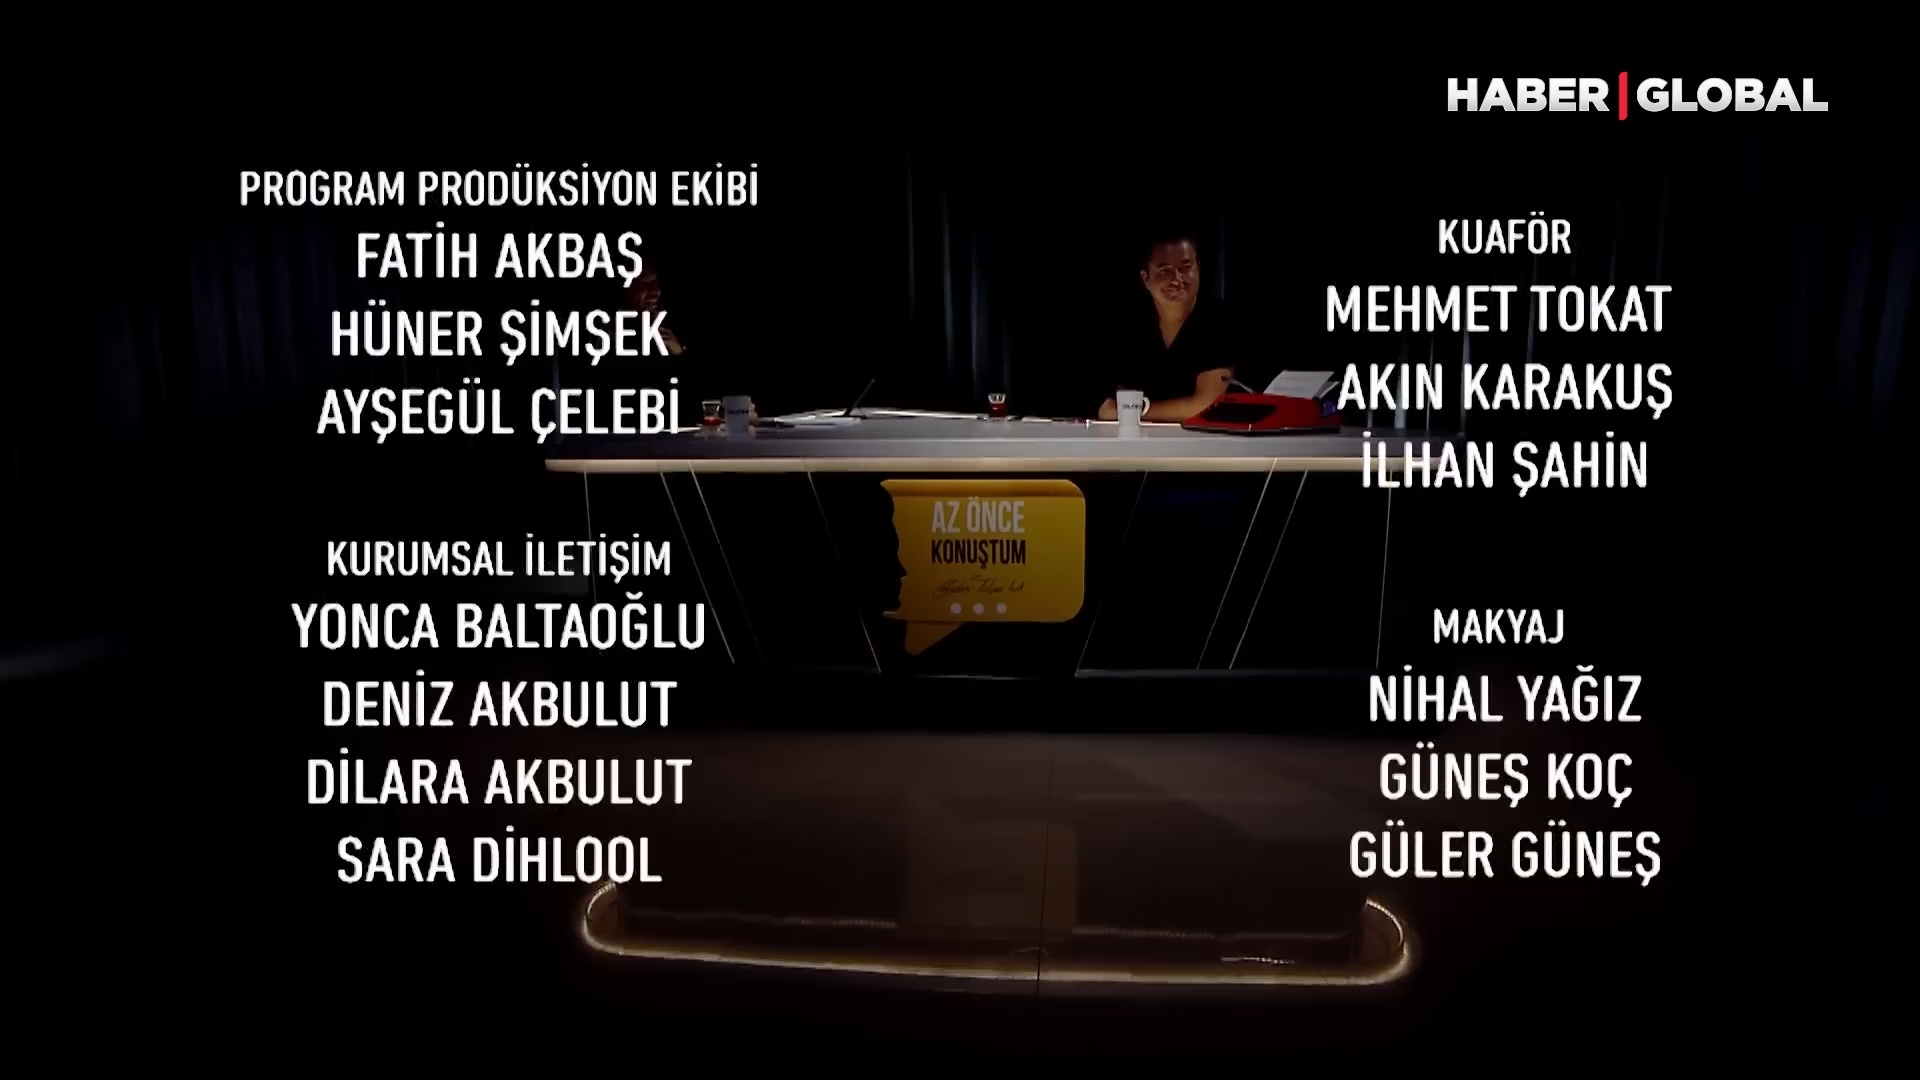 HABER | GLOBAL
PROGRAM PRODÜKSİYON EKİBİ
FATİH AKBAŞ
HÜNER ŞİMŞEK
AYŞEGÜL ÇELEBİ
KURUMSAL İLETİŞİM
YONCA BALTAOĞLU
DENİZ AKBULUT
DİLARA AKBULUT
SARA DİHLOOL
KUAFÖR
MEHMET TOKAT
AKIN KARAKUŞ
İLHAN ŞAHİN
MAKYAJ
NİHAL YAĞIZ
GÜNEŞ KOÇ
GÜLER GÜNEŞ
AZ ÖNCE
KONUŞTUM